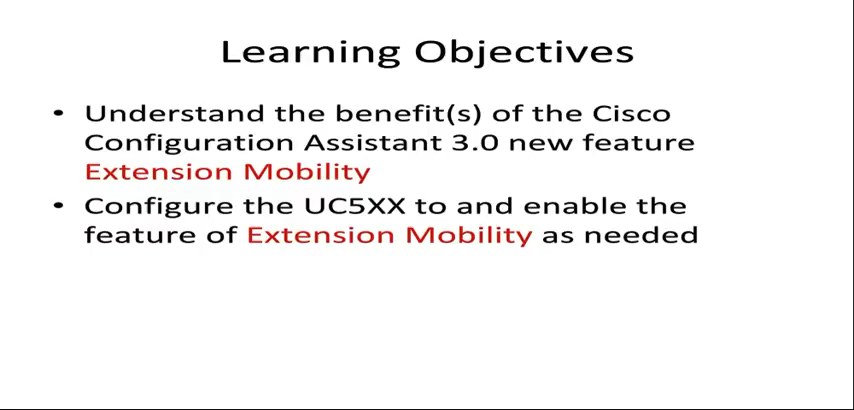 Learning Objectives
• Understand the benefit(s) of the Cisco
Configuration Assistant 3.0 new feature
Extension Mobility
• Configure the UC5XX to and enable the
feature of Extension Mobility as needed